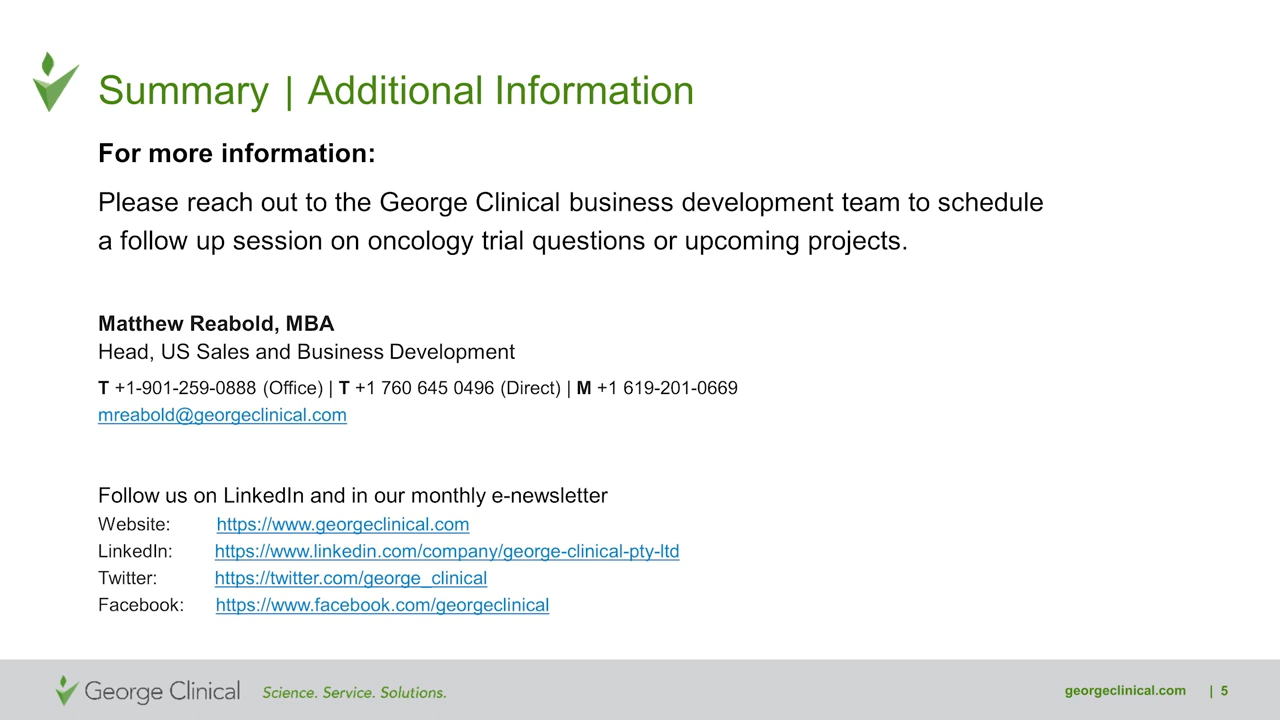 Summary | Additional Information
For more information:
Please reach out to the George Clinical business development team to schedule
a follow up session on oncology trial questions or upcoming projects.
Matthew Reabold, MBA
Head, US Sales and Business Development
T +1-901-259-0888 (Office) | T +1 760 645 0496 (Direct) | M +1 619-201-0669
mreabold@georgeclinical.com
Follow us on LinkedIn and in our monthly e-newsletter
Website: https://www.georgeclinical.com
LinkedIn: https://www.linkedin.com/company/george-clinical-pty-ltd
Twitter: https://twitter.com/george_clinical
Facebook: https://www.facebook.com/georgeclinical
George Clinical Science. Service. Solutions. georgeclinical.com | 5